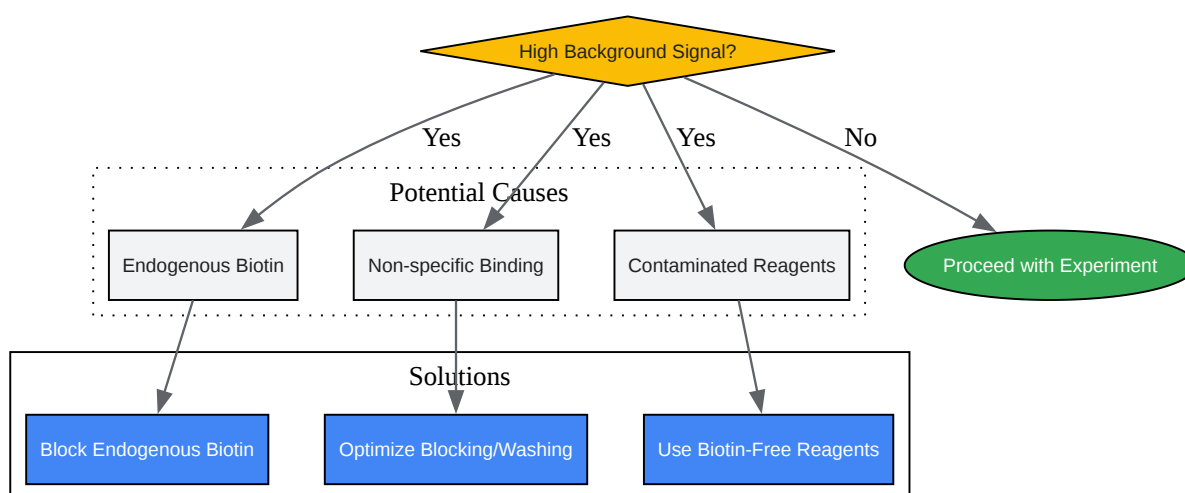 High Background Signal?
Yes
Yes
Yes
No
Potential Causes
Endogenous Biotin
Non-specific Binding
Contaminated Reagents
Proceed with Experiment
Solutions
Block Endogenous Biotin
Optimize Blocking/Washing
Use Biotin-Free Reagents